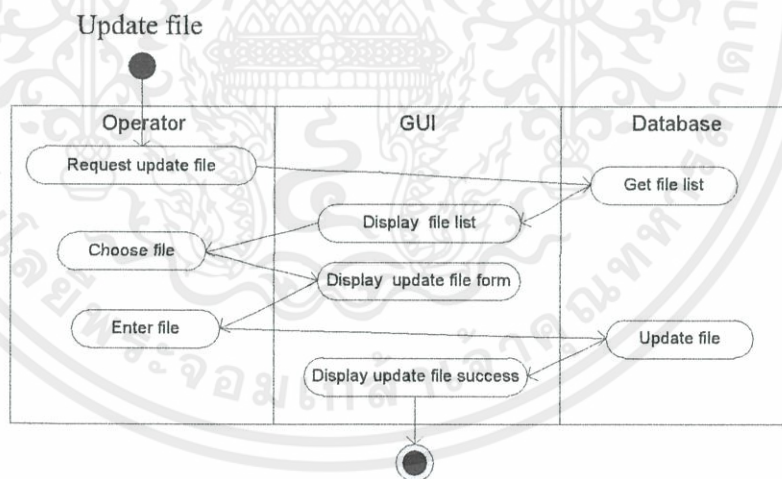 Update file
Operator GUI Database
Request update file
Get file list
Display file list
Choose file
Display update file form
Enter file
Update file
Display update file success